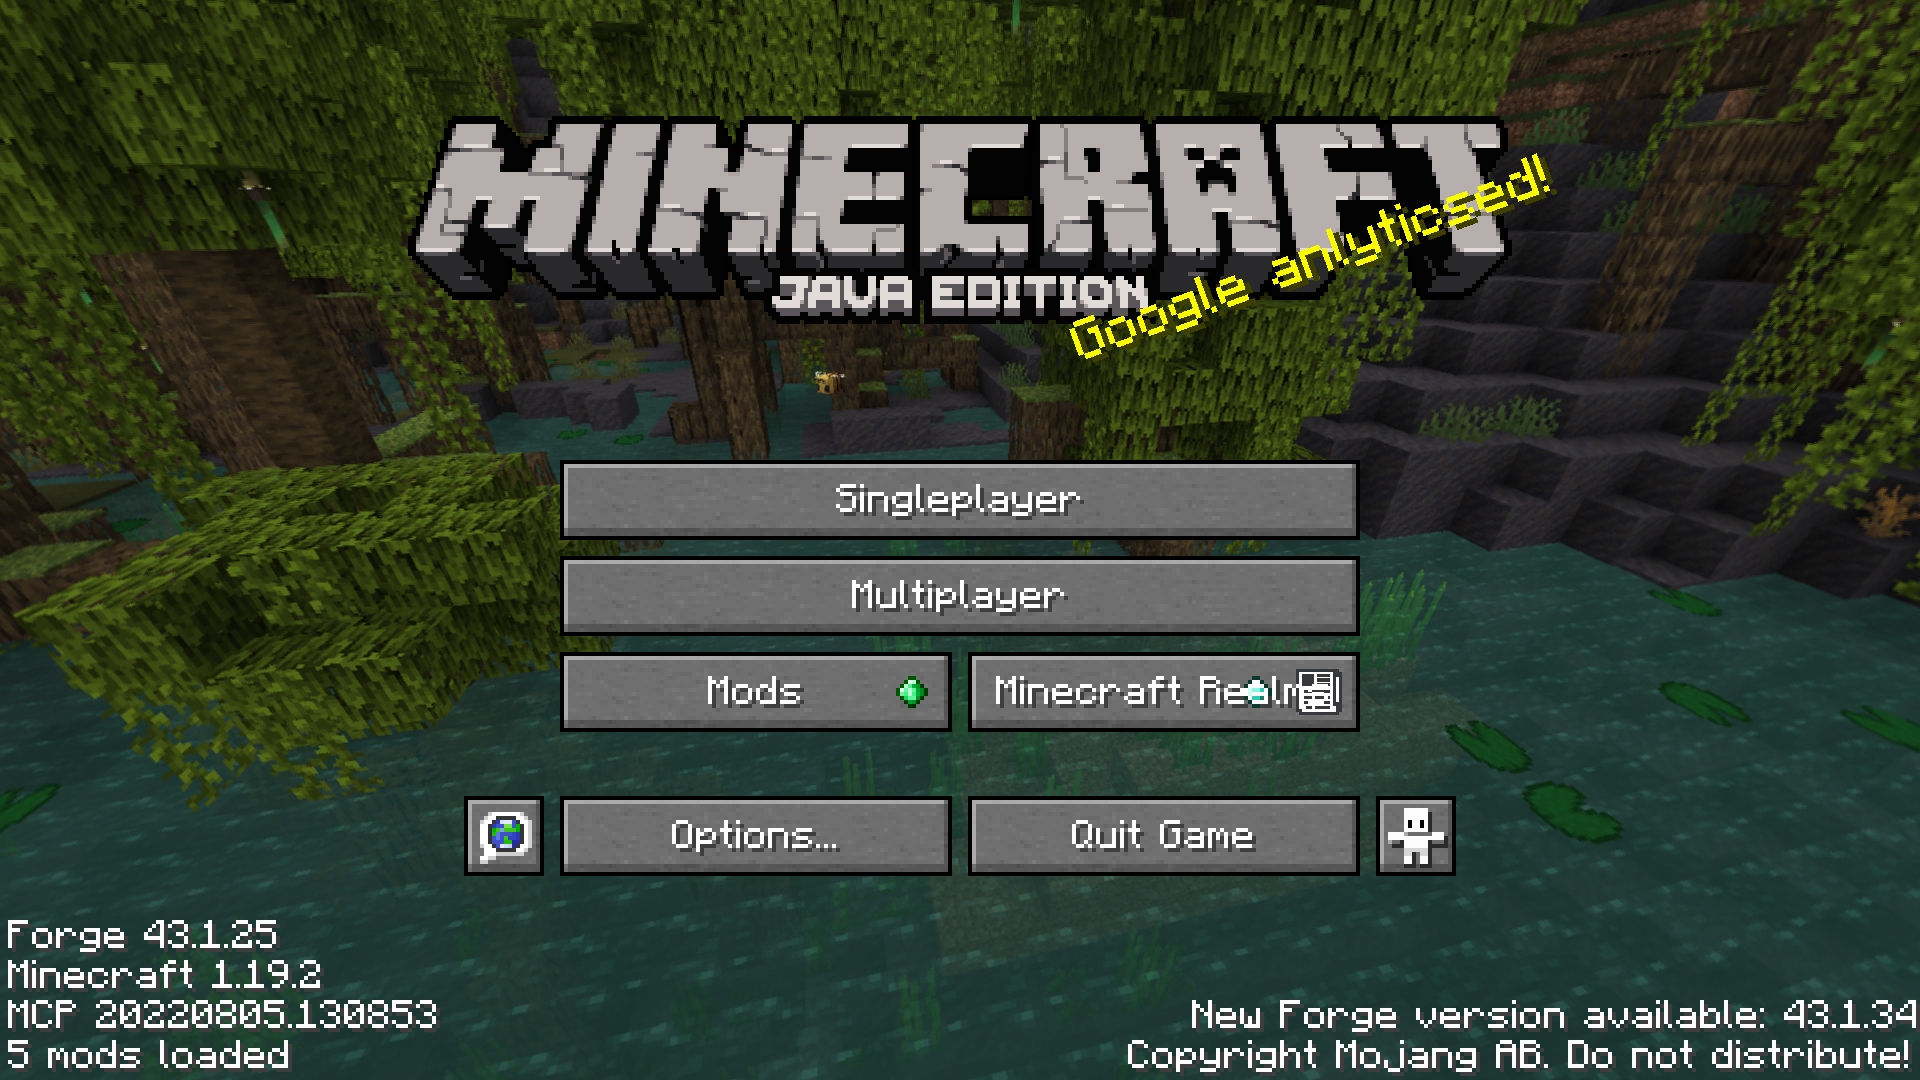 MINECRAFT
JAVA EDITION
Google anlyticsed!
Singleplayer
Multiplayer
Mods
Minecraft Realm
Options...
Quit Game
Forge 43.1.25
Minecraft 1.19.2
MCP 20220805.130853
5 mods loaded
New Forge version available: 43.1.34
Copyright Mojang AB. Do not distribute!